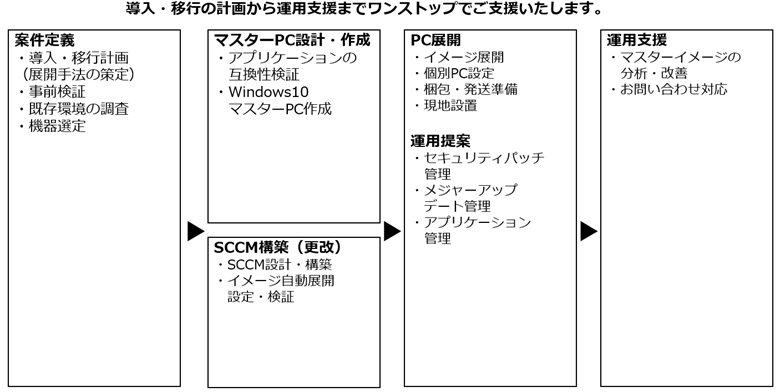 導入・移行の計画から運用支援までワンストップでご支援いたします。
案件定義
・導入・移行計画
（展開手法の策定）
・事前検証
・既存環境の調査
・機器選定
マスターPC設計・作成
・アプリケーションの
互換性検証
・Windows10
マスターPC作成
SCCM構築（更改）
・SCCM設計・構築
・イメージ自動展開
設定・検証
PC展開
・イメージ展開
・個別PC設定
・梱包・発送準備
・現地設置
運用提案
・セキュリティパッチ
管理
・メジャーアップ
デート管理
・アプリケーション
管理
運用支援
・マスターイメージの
分析・改善
・お問い合わせ対応